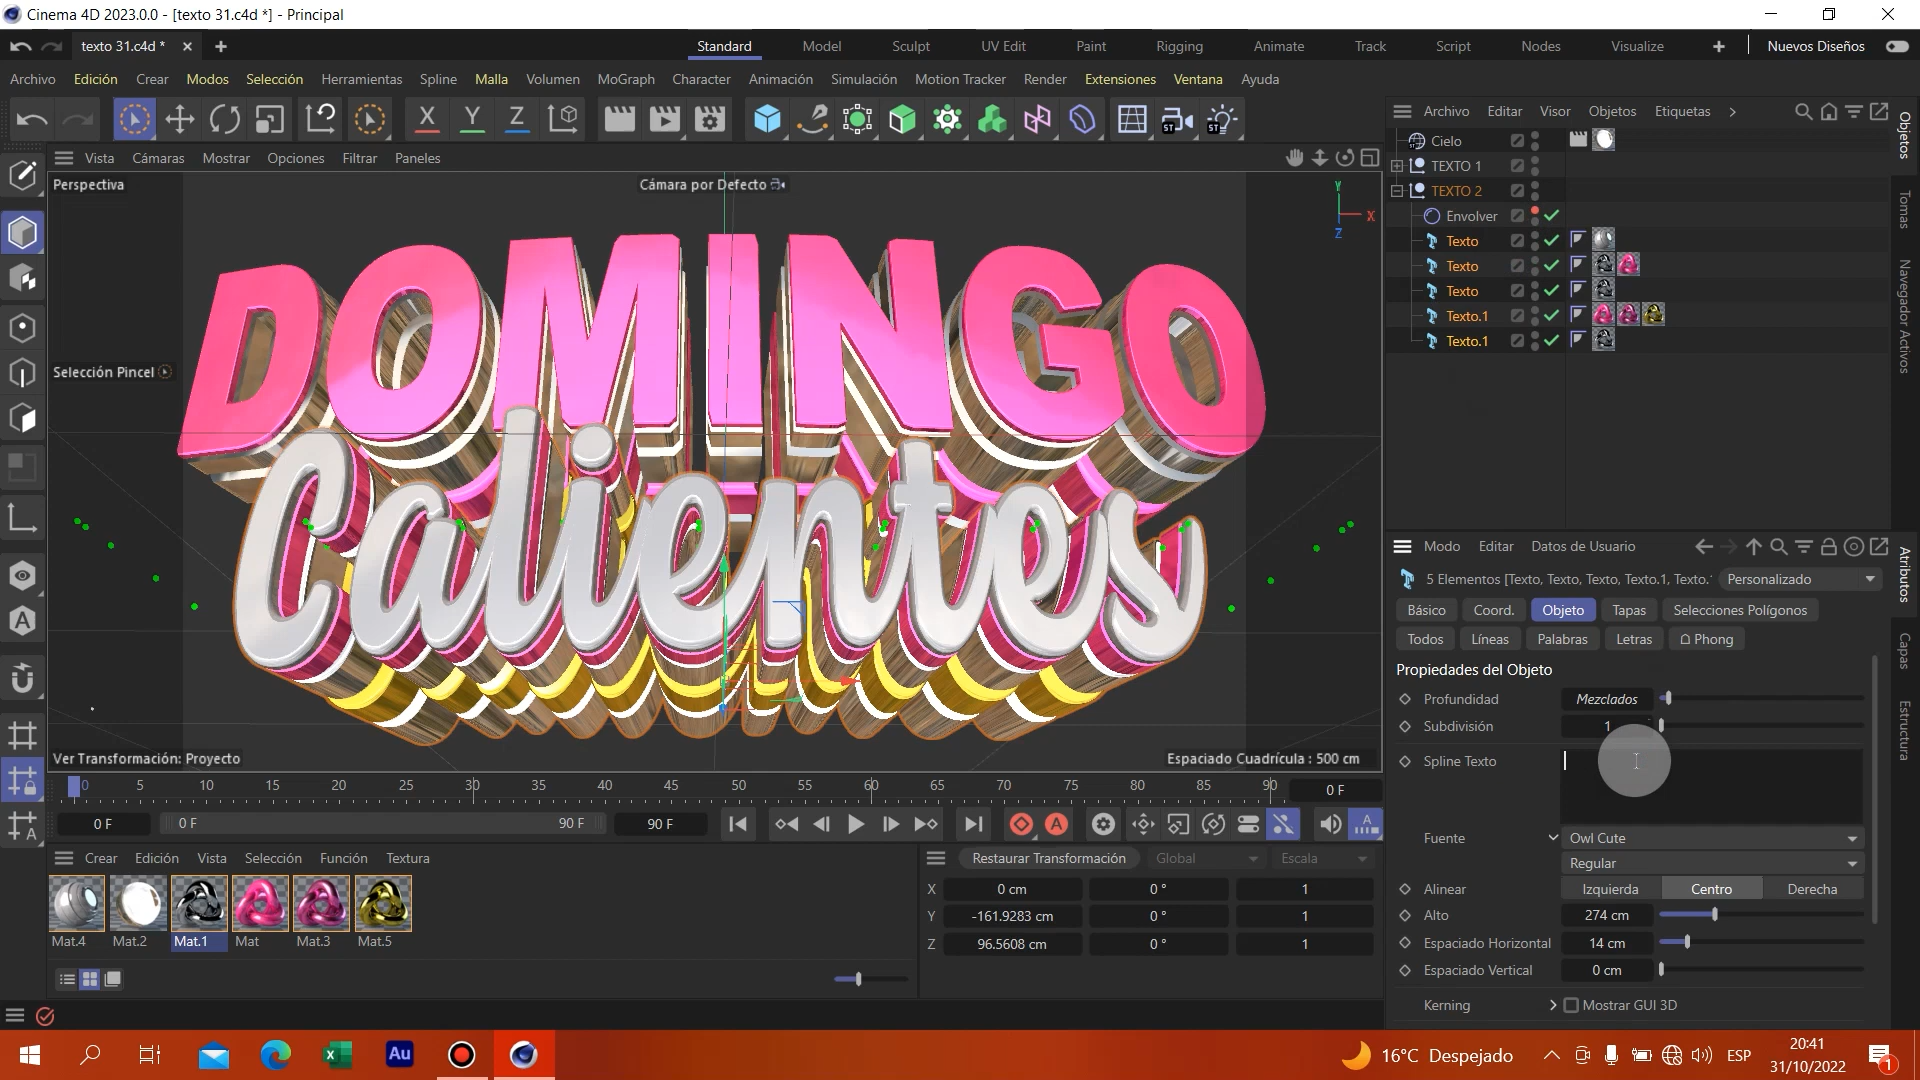 Cinema 4D 2023.0.0 - [texto 31.c4d *] - Principal
texto 31.c4d *
Standard Model Sculpt UV Edit Paint Rigging Animate Track Script Nodes Visualize Nuevos Diseños
Archivo Edición Crear Modos Selección Herramientas Spline Malla Volumen MoGraph Character Animación Simulación Motion Tracker Render Extensiones Ventana Ayuda
X Y Z
ST ST
Archivo Editar Visor Objetos Etiquetas
Vista Cámaras Mostrar Opciones Filtrar Paneles
Perspectiva
Cámara por Defecto
Y
X
Z
Selección Pincel
DOMINGO
Calientes
Ver Transformación: Proyecto
Espaciado Cuadrícula : 500 cm
Cielo
TEXTO 1
TEXTO 2
Envolver
Texto
Texto
Texto
Texto.1
Texto.1
Objetos
Tomas
Navegador Activos
Modo Editar Datos de Usuario
5 Elementos [Texto, Texto, Texto, Texto.1, Texto.
Personalizado
Básico Coord. Objeto Tapas Selecciones Polígonos
Todos Líneas Palabras Letras Phong
Propiedades del Objeto
Profundidad Mezclados
Subdivisión 1
Spline Texto
Fuente Owl Cute
Regular
Alinear Izquierda Centro Derecha
Alto 274 cm
Espaciado Horizontal 14 cm
Espaciado Vertical 0 cm
Kerning Mostrar GUI 3D
Atributos
Capas
Estructura
0 5 10 15 20 25 30 35 40 45 50 55 60 65 70 75 80 85 90 0 F
0 F 0 F 90 F 90 F
A
A
Crear Edición Vista Selección Función Textura
Mat.4 Mat.2 Mat.1 Mat Mat.3 Mat.5
Restaurar Transformación Global Escala
X 0 cm 0 ° 1
Y -161.9283 cm 0 ° 1
Z 96.5608 cm 0 ° 1
Au
16°C Despejado
ESP
20:41
31/10/2022
1